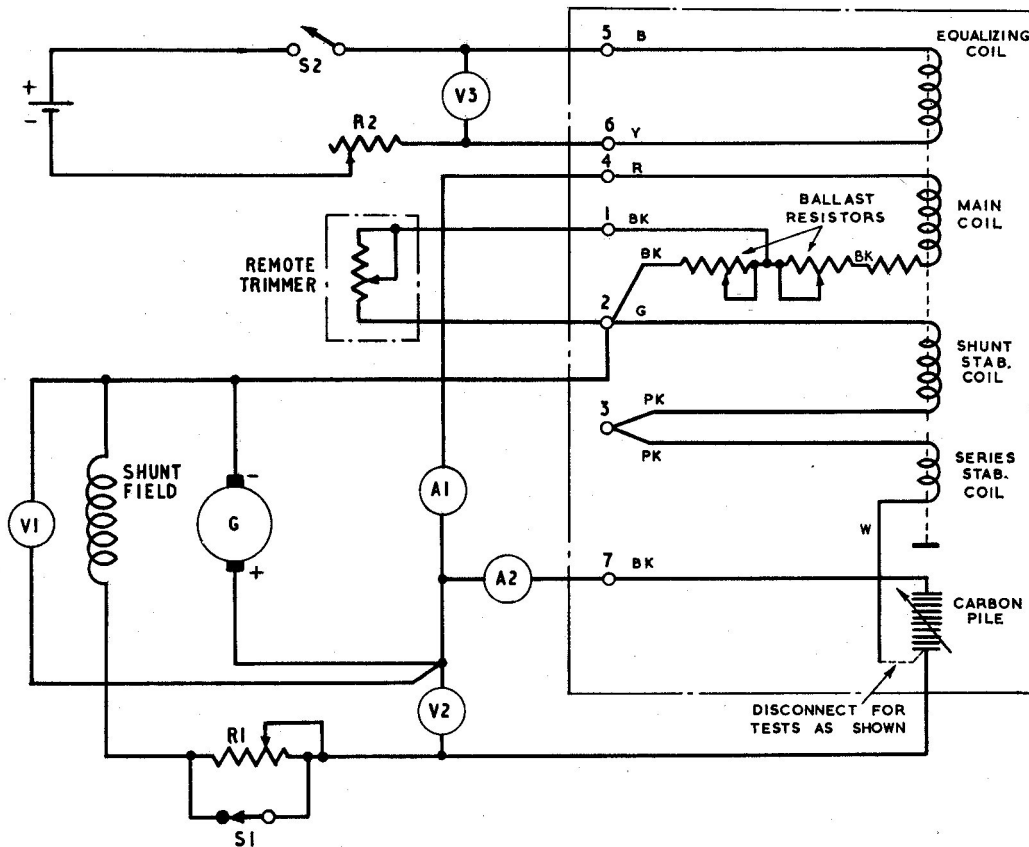 5
B
EQUALIZING
COIL
S2
+
-
V3
R2
6
Y
4
R
BALLAST
RESISTORS
MAIN
COIL
1
BK
REMOTE
TRIMMER
BK
BK
2
G
SHUNT
STAB.
COIL
3
PK
PK
SHUNT
FIELD
-
SERIES
STAB.
COIL
A1
V1
G
W
+
A2
7
BK
CARBON
PILE
V2
DISCONNECT FOR
TESTS AS SHOWN
R1
S1